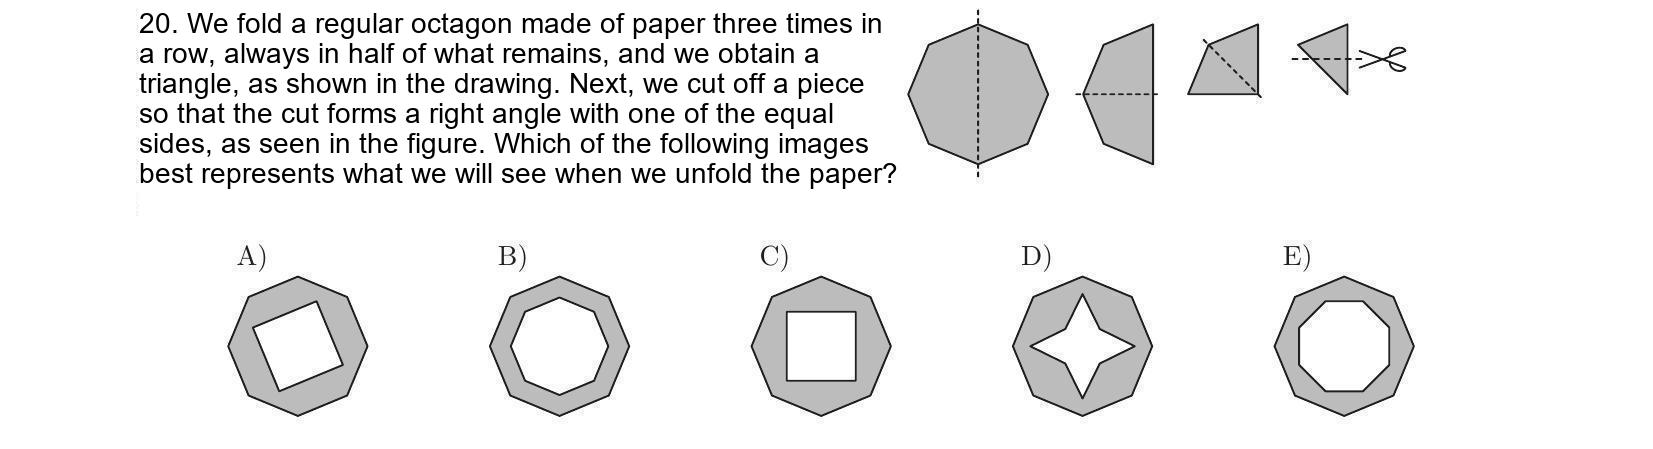 20. We fold a regular octagon made of paper three times in
a row, always in half of what remains, and we obtain a
triangle, as shown in the drawing. Next, we cut off a piece
so that the cut forms a right angle with one of the equal
sides, as seen in the figure. Which of the following images
best represents what we will see when we unfold the paper?
A) B) C) D) E)